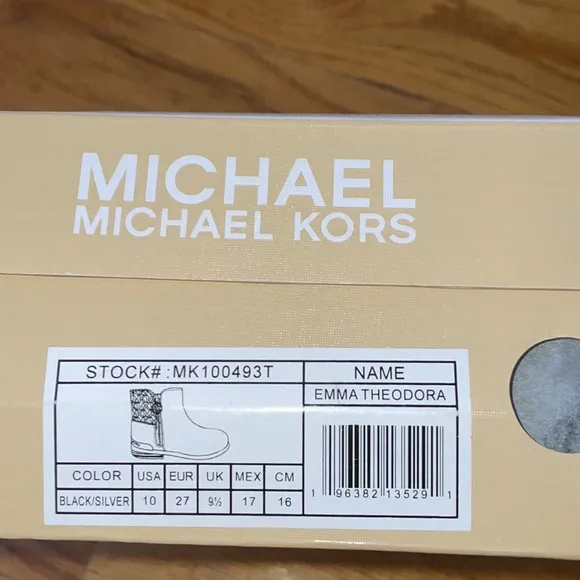 MICHAEL
MICHAEL KORS
STOCK# :MK100493T
NAME
EMMA THEODORA
COLOR USA EUR UK MEX CM
BLACK/SILVER 10 27 9½ 17 16
1 96382 13529 1